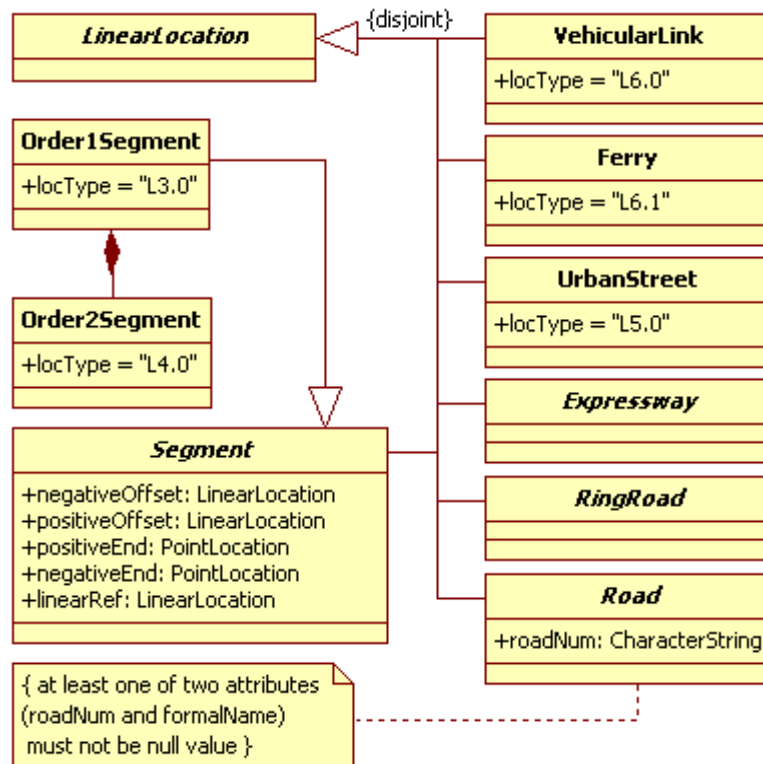 LinearLocation
{disjoint}
VehicularLink
+locType = "L6.0"
Order1Segment
+locType = "L3.0"
Ferry
+locType = "L6.1"
Order2Segment
+locType = "L4.0"
UrbanStreet
+locType = "L5.0"
Expressway
Segment
+negativeOffset: LinearLocation
+positiveOffset: LinearLocation
+positiveEnd: PointLocation
+negativeEnd: PointLocation
+linearRef: LinearLocation
RingRoad
Road
+roadNum: CharacterString
{ at least one of two attributes
(roadNum and formalName)
must not be null value }